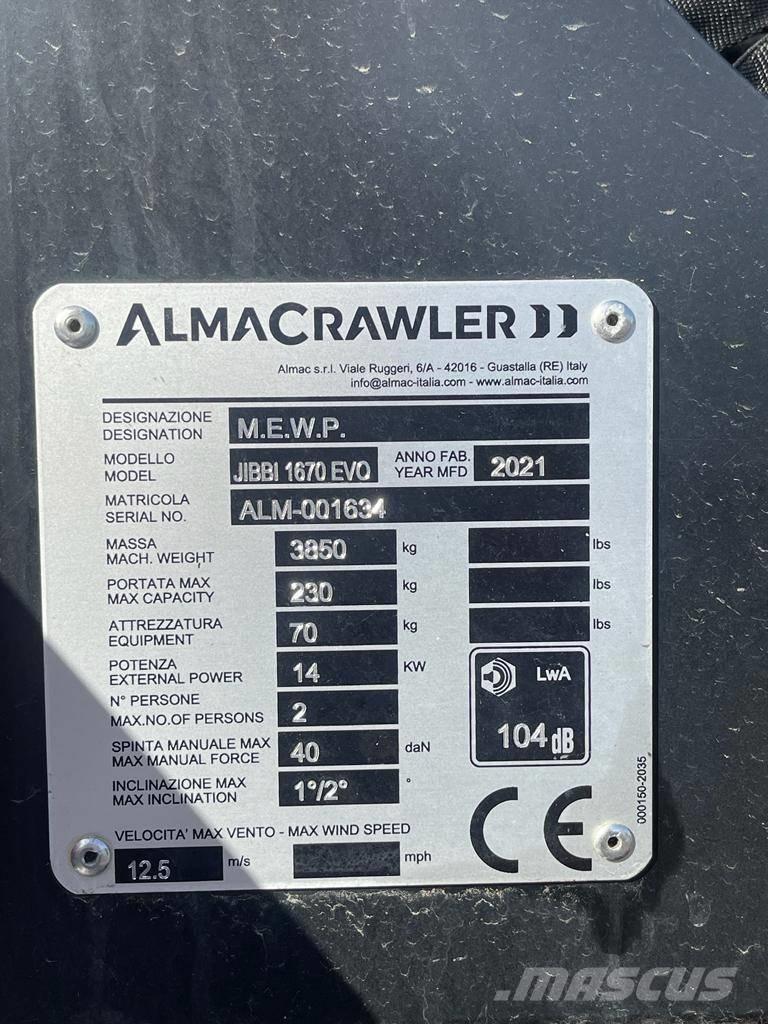 ALMACRAWLER
Almac s.r.l. Viale Ruggeri, 6/A - 42016 - Guastalla (RE) Italy
info@almac-italia.com - www.almac-italia.com
DESIGNAZIONE
DESIGNATION
M.E.W.P.
MODELLO
MODEL
JIBBI 1670 EVO
ANNO FAB.
YEAR MFD
2021
MATRICOLA
SERIAL NO.
ALM-001634
MASSA
MACH. WEIGHT
3850 kg lbs
PORTATA MAX
MAX CAPACITY
230 kg lbs
ATTREZZATURA
EQUIPMENT
70 kg lbs
POTENZA
EXTERNAL POWER
14 KW
N° PERSONE
MAX.NO.OF PERSONS
2
SPINTA MANUALE MAX
MAX MANUAL FORCE
40 daN
INCLINAZIONE MAX
MAX INCLINATION
1°/2° °
LwA
104 dB
VELOCITA' MAX VENTO - MAX WIND SPEED
12.5 m/s mph
CE
000150-2035
MASCUS